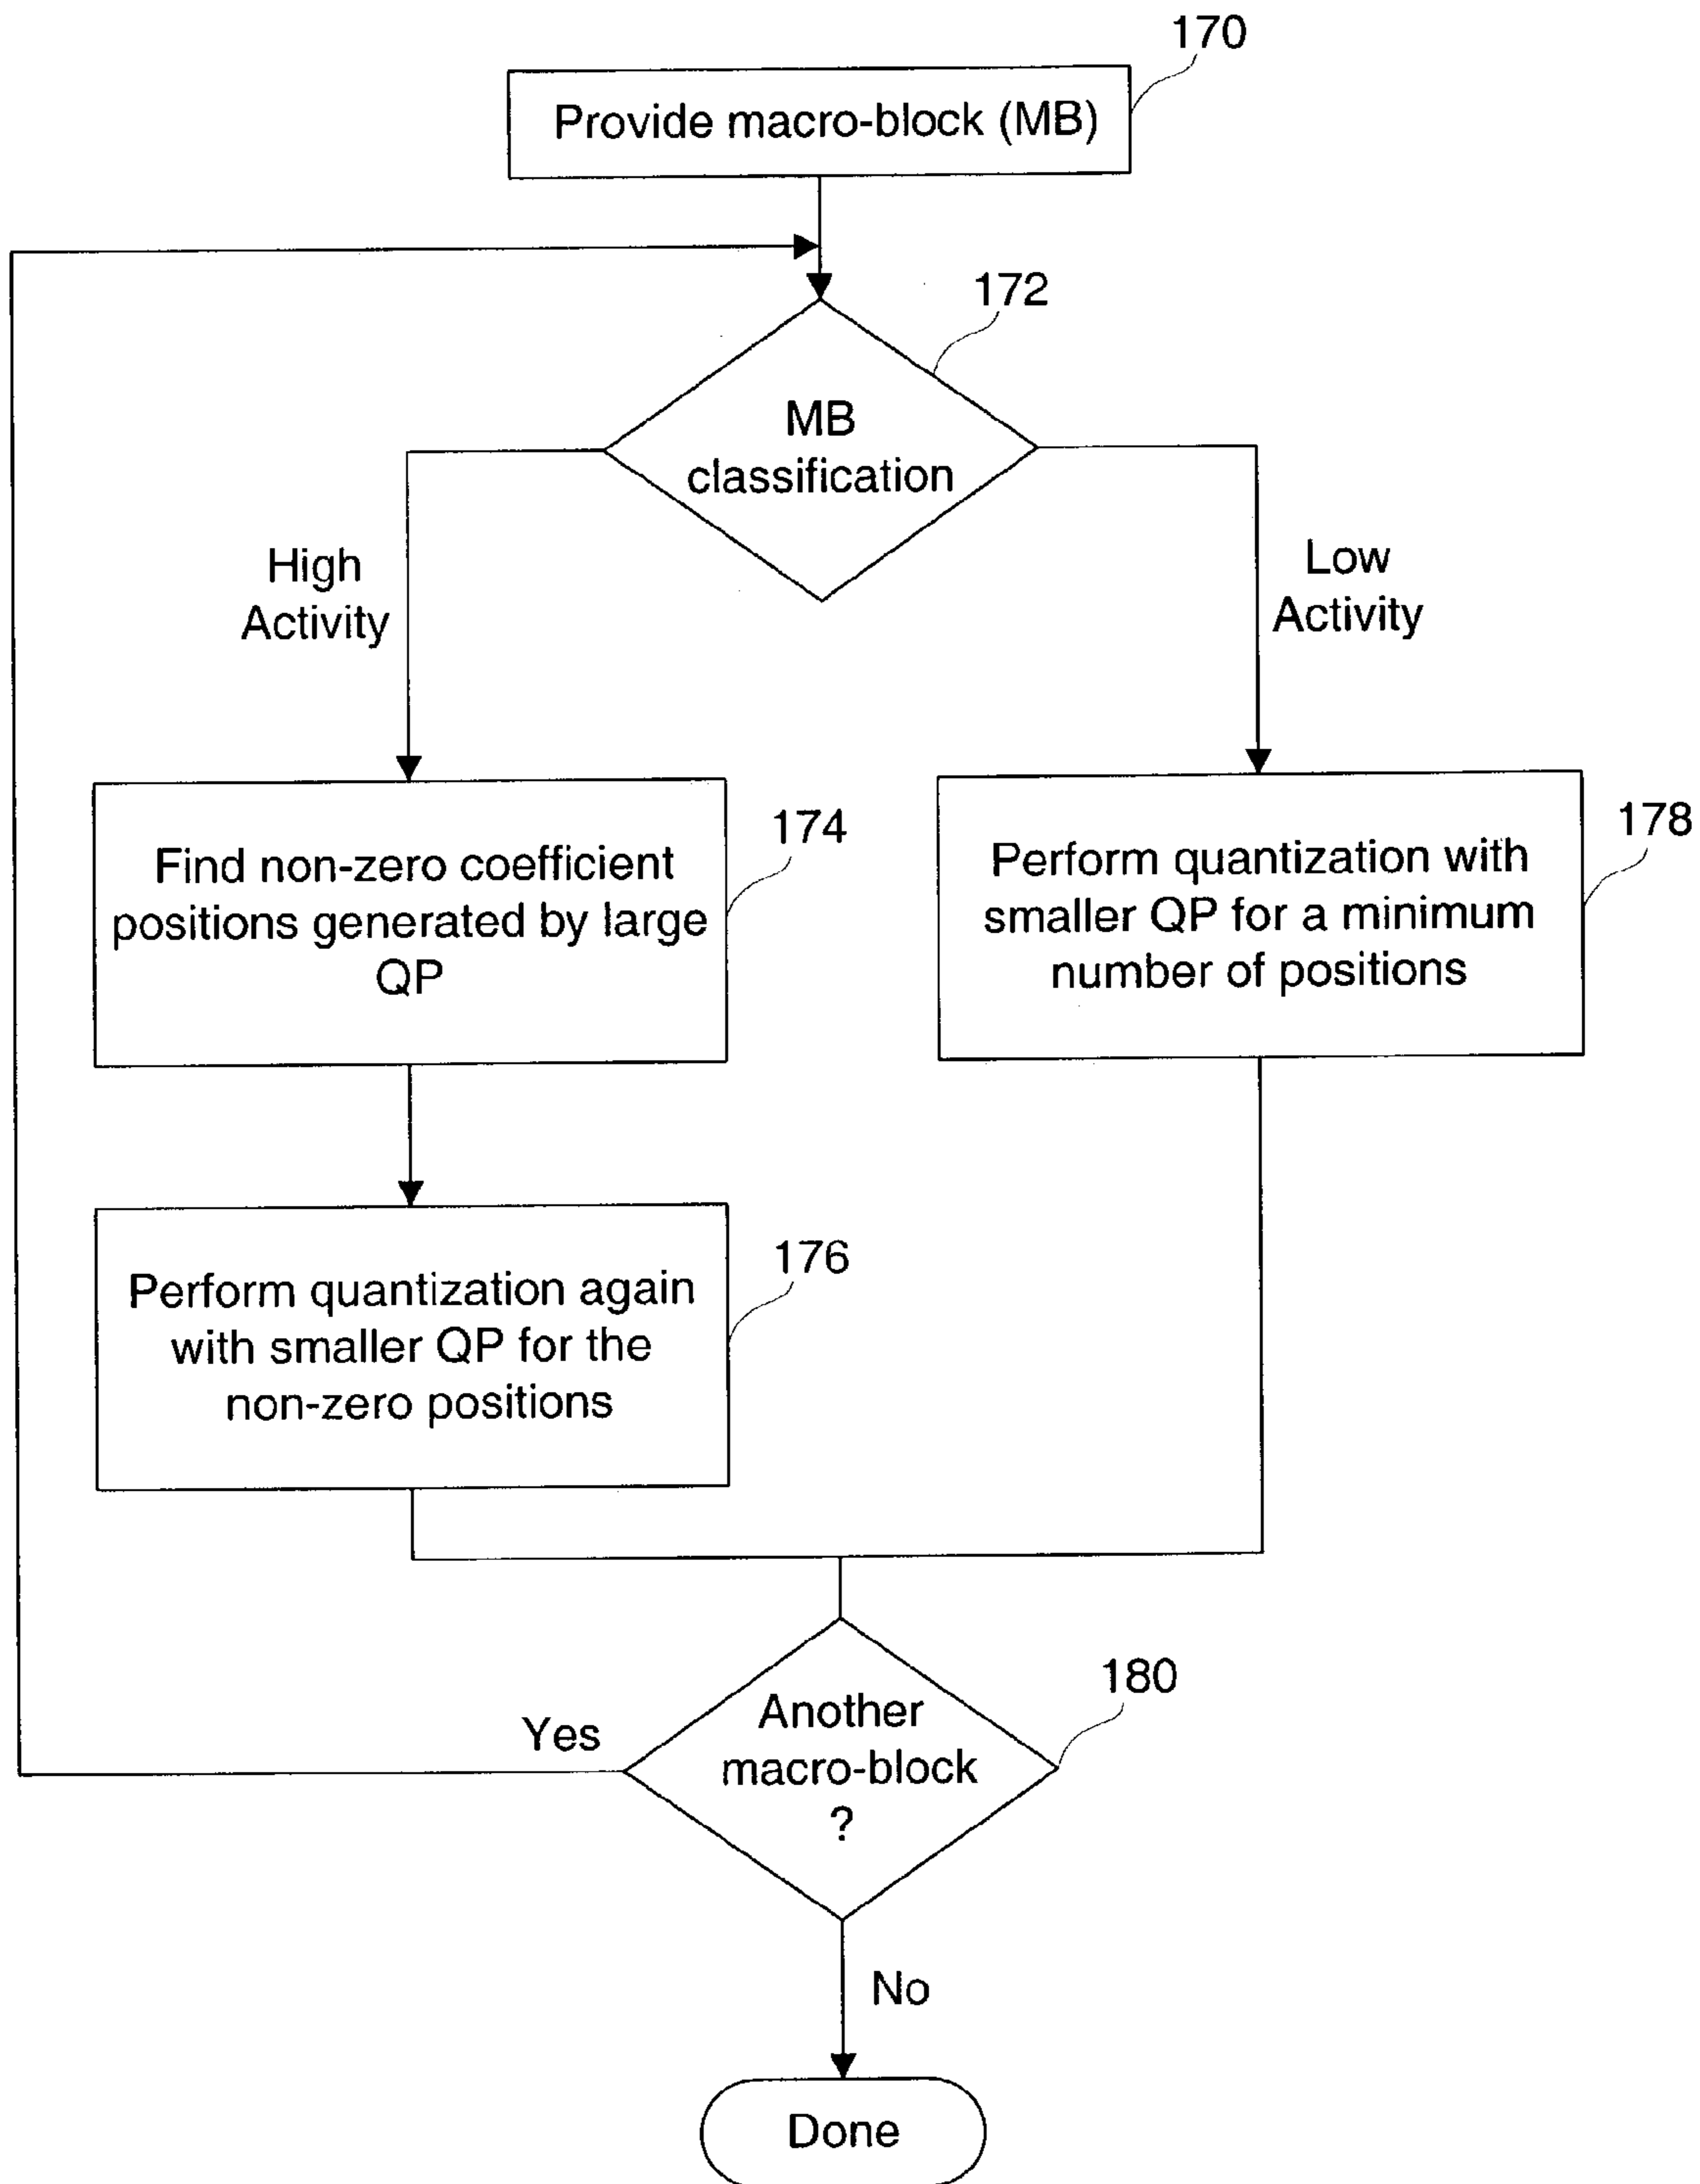 170
Provide macro-block (MB)
172
MB
classification
High
Activity
Low
Activity
174
Find non-zero coefficient
positions generated by large
QP
178
Perform quantization with
smaller QP for a minimum
number of positions
176
Perform quantization again
with smaller QP for the
non-zero positions
180
Another
macro-block
?
Yes
No
Done